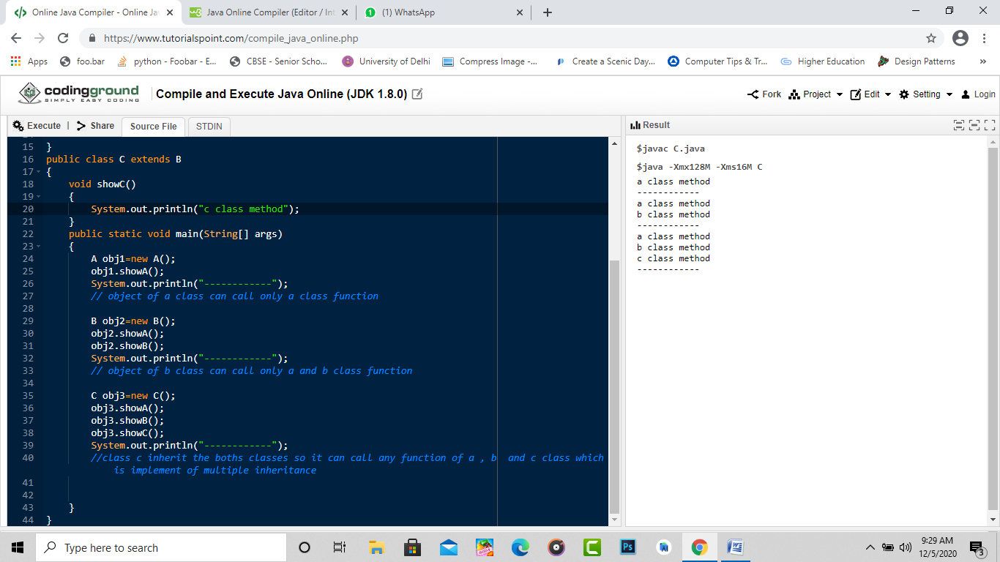 Online Java Compiler - Online Ja
Java Online Compiler (Editor / Int
(1) WhatsApp
https://www.tutorialspoint.com/compile_java_online.php
Apps
foo.bar
python - Foobar - E...
CBSE - Senior Scho...
University of Delhi
Compress Image -...
Create a Scenic Day...
Computer Tips & Tr...
Higher Education
Design Patterns
»
codingground
SIMPLY EASY CODING
Compile and Execute Java Online (JDK 1.8.0)
Fork
Project
Edit
Setting
Login
Execute | Share
Source File
STDIN
15 }
16 public class C extends B
17 {
18 void showC()
19 {
20 System.out.println("c class method");
21 }
22 public static void main(String[] args)
23 {
24 A obj1=new A();
25 obj1.showA();
26 System.out.println("------------");
27 // object of a class can call only a class function
28
29 B obj2=new B();
30 obj2.showA();
31 obj2.showB();
32 System.out.println("------------");
33 // object of b class can call only a and b class function
34
35 C obj3=new C();
36 obj3.showA();
37 obj3.showB();
38 obj3.showC();
39 System.out.println("------------");
40 //class c inherit the boths classes so it can call any function of a , b  and c class which
is implement of multiple inheritance
41
42
43 }
44 }
Result
$javac C.java
$java -Xmx128M -Xms16M C
a class method
------------
a class method
b class method
------------
a class method
b class method
c class method
------------
Type here to search
Ps
9:29 AM
12/5/2020
3